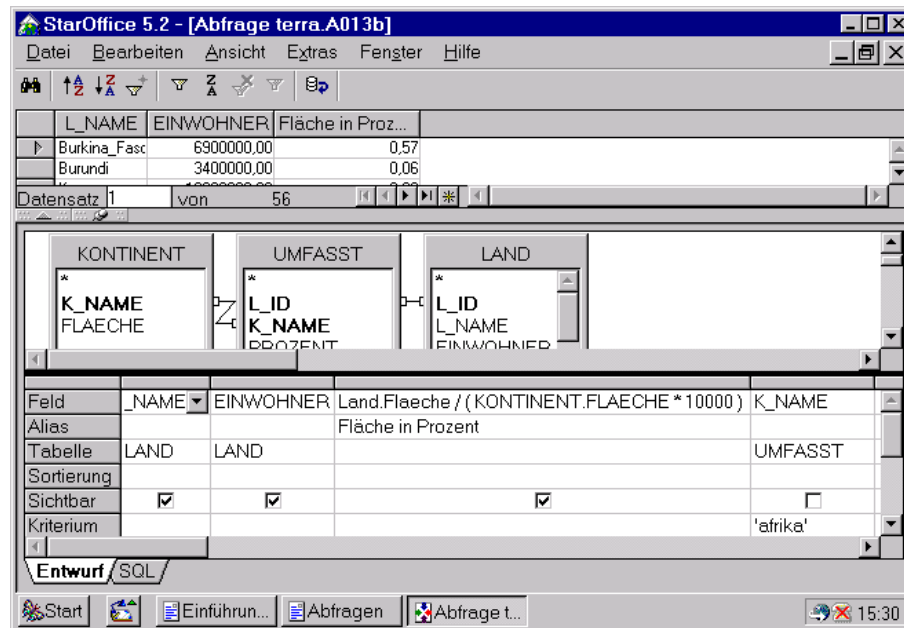 StarOffice 5.2 - [Abfrage terra.A013b]
Datei Bearbeiten Ansicht Extras Fenster Hilfe
L_NAME EINWOHNER Fläche in Proz...
Burkina_Fasc 6900000,00 0,57
Burundi 3400000,00 0,06
Datensatz 1 von 56
KONTINENT UMFASST LAND
* * *
K_NAME L_ID L_ID
FLAECHE K_NAME L_NAME
PROZENT EINWOHNER
Feld _NAME EINWOHNER Land.Flaeche / ( KONTINENT.FLAECHE * 10000 ) K_NAME
Alias Fläche in Prozent
Tabelle LAND LAND UMFASST
Sortierung
Sichtbar
Kriterium 'afrika'
Entwurf SQL
Start Einführun... Abfragen Abfrage t... 15:30